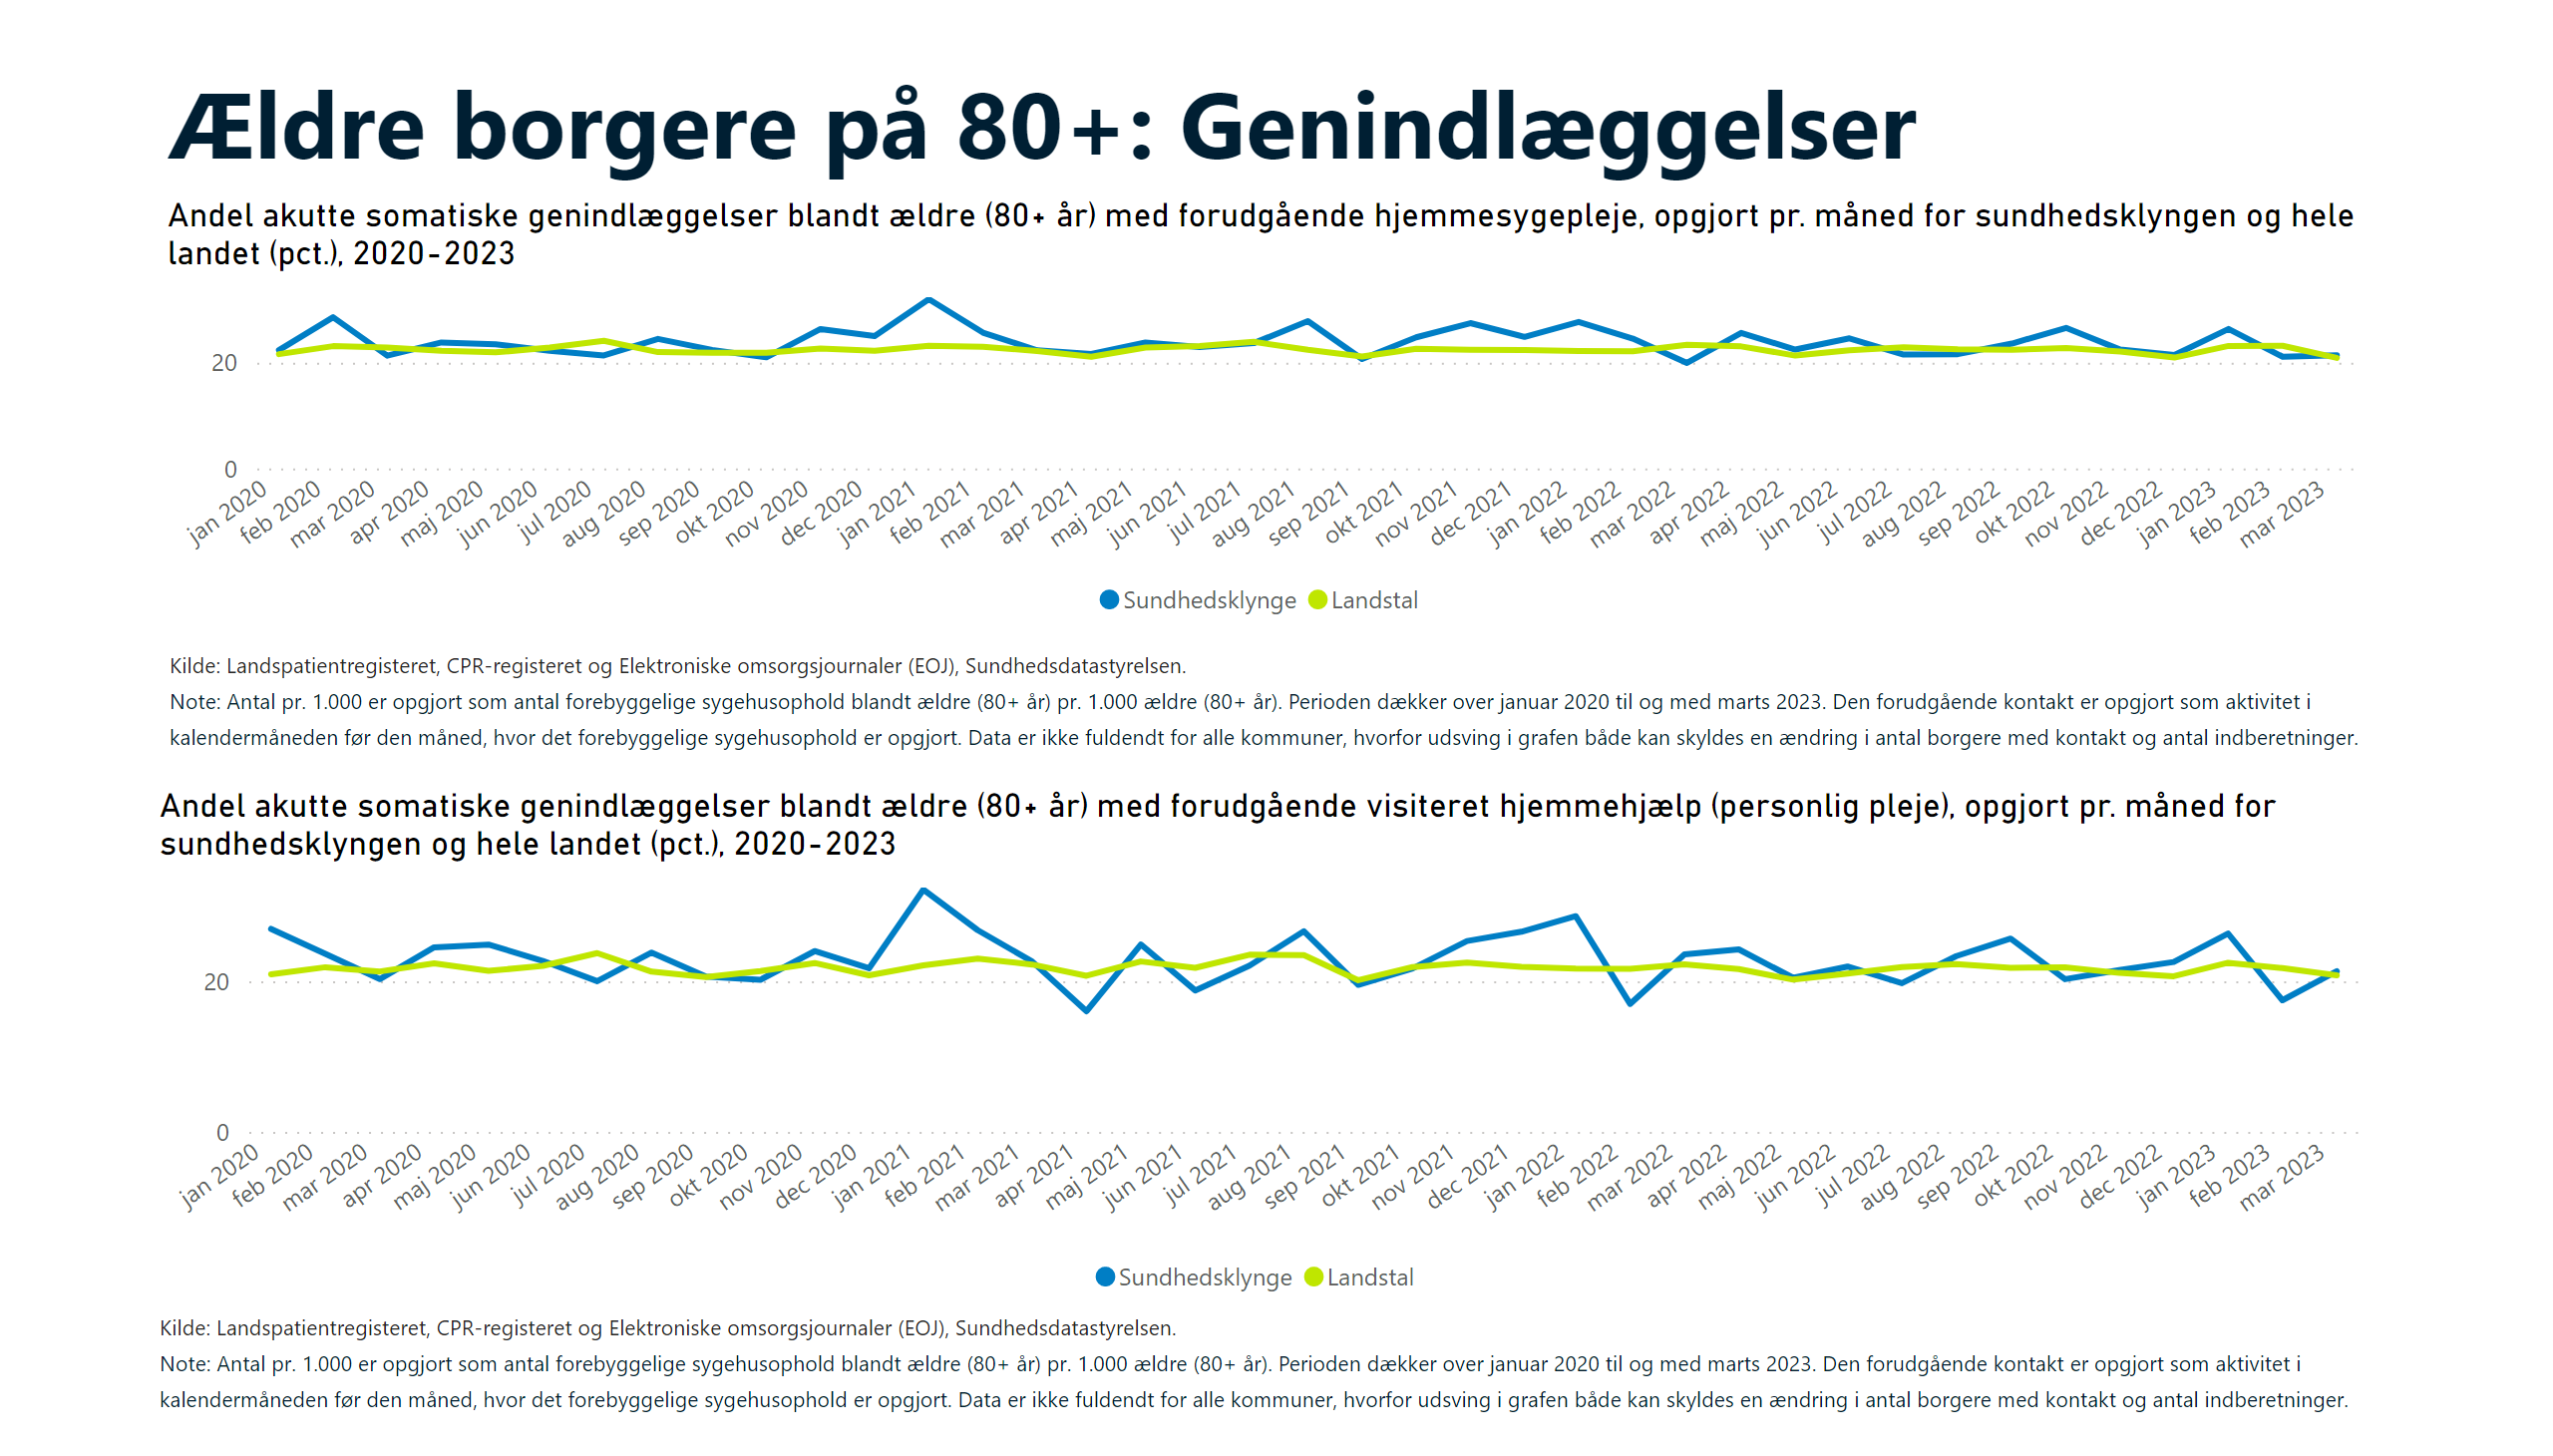 Ældre borgere på 80+: Genindlæggelser
Andel akutte somatiske genindlæggelser blandt ældre (80+ år) med forudgående hjemmesygepleje, opgjort pr. måned for sundhedsklyngen og hele
landet (pct.), 2020-2023
20
0
jan 2020
feb 2020
mar 2020
apr 2020
maj 2020
jun 2020
jul 2020
aug 2020
sep 2020
okt 2020
nov 2020
dec 2020
jan 2021
feb 2021
mar 2021
apr 2021
maj 2021
jun 2021
jul 2021
aug 2021
sep 2021
okt 2021
nov 2021
dec 2021
jan 2022
feb 2022
mar 2022
apr 2022
maj 2022
jun 2022
jul 2022
aug 2022
sep 2022
okt 2022
nov 2022
dec 2022
jan 2023
feb 2023
mar 2023
Sundhedsklynge Landstal
Kilde: Landspatientregisteret, CPR-registeret og Elektroniske omsorgsjournaler (EOJ), Sundhedsdatastyrelsen.
Note: Antal pr. 1.000 er opgjort som antal forebyggelige sygehusophold blandt ældre (80+ år) pr. 1.000 ældre (80+ år). Perioden dækker over januar 2020 til og med marts 2023. Den forudgående kontakt er opgjort som aktivitet i
kalendermåneden før den måned, hvor det forebyggelige sygehusophold er opgjort. Data er ikke fuldendt for alle kommuner, hvorfor udsving i grafen både kan skyldes en ændring i antal borgere med kontakt og antal indberetninger.
Andel akutte somatiske genindlæggelser blandt ældre (80+ år) med forudgående visiteret hjemmehjælp (personlig pleje), opgjort pr. måned for
sundhedsklyngen og hele landet (pct.), 2020-2023
20
0
jan 2020
feb 2020
mar 2020
apr 2020
maj 2020
jun 2020
jul 2020
aug 2020
sep 2020
okt 2020
nov 2020
dec 2020
jan 2021
feb 2021
mar 2021
apr 2021
maj 2021
jun 2021
jul 2021
aug 2021
sep 2021
okt 2021
nov 2021
dec 2021
jan 2022
feb 2022
mar 2022
apr 2022
maj 2022
jun 2022
jul 2022
aug 2022
sep 2022
okt 2022
nov 2022
dec 2022
jan 2023
feb 2023
mar 2023
Sundhedsklynge Landstal
Kilde: Landspatientregisteret, CPR-registeret og Elektroniske omsorgsjournaler (EOJ), Sundhedsdatastyrelsen.
Note: Antal pr. 1.000 er opgjort som antal forebyggelige sygehusophold blandt ældre (80+ år) pr. 1.000 ældre (80+ år). Perioden dækker over januar 2020 til og med marts 2023. Den forudgående kontakt er opgjort som aktivitet i
kalendermåneden før den måned, hvor det forebyggelige sygehusophold er opgjort. Data er ikke fuldendt for alle kommuner, hvorfor udsving i grafen både kan skyldes en ændring i antal borgere med kontakt og antal indberetninger.